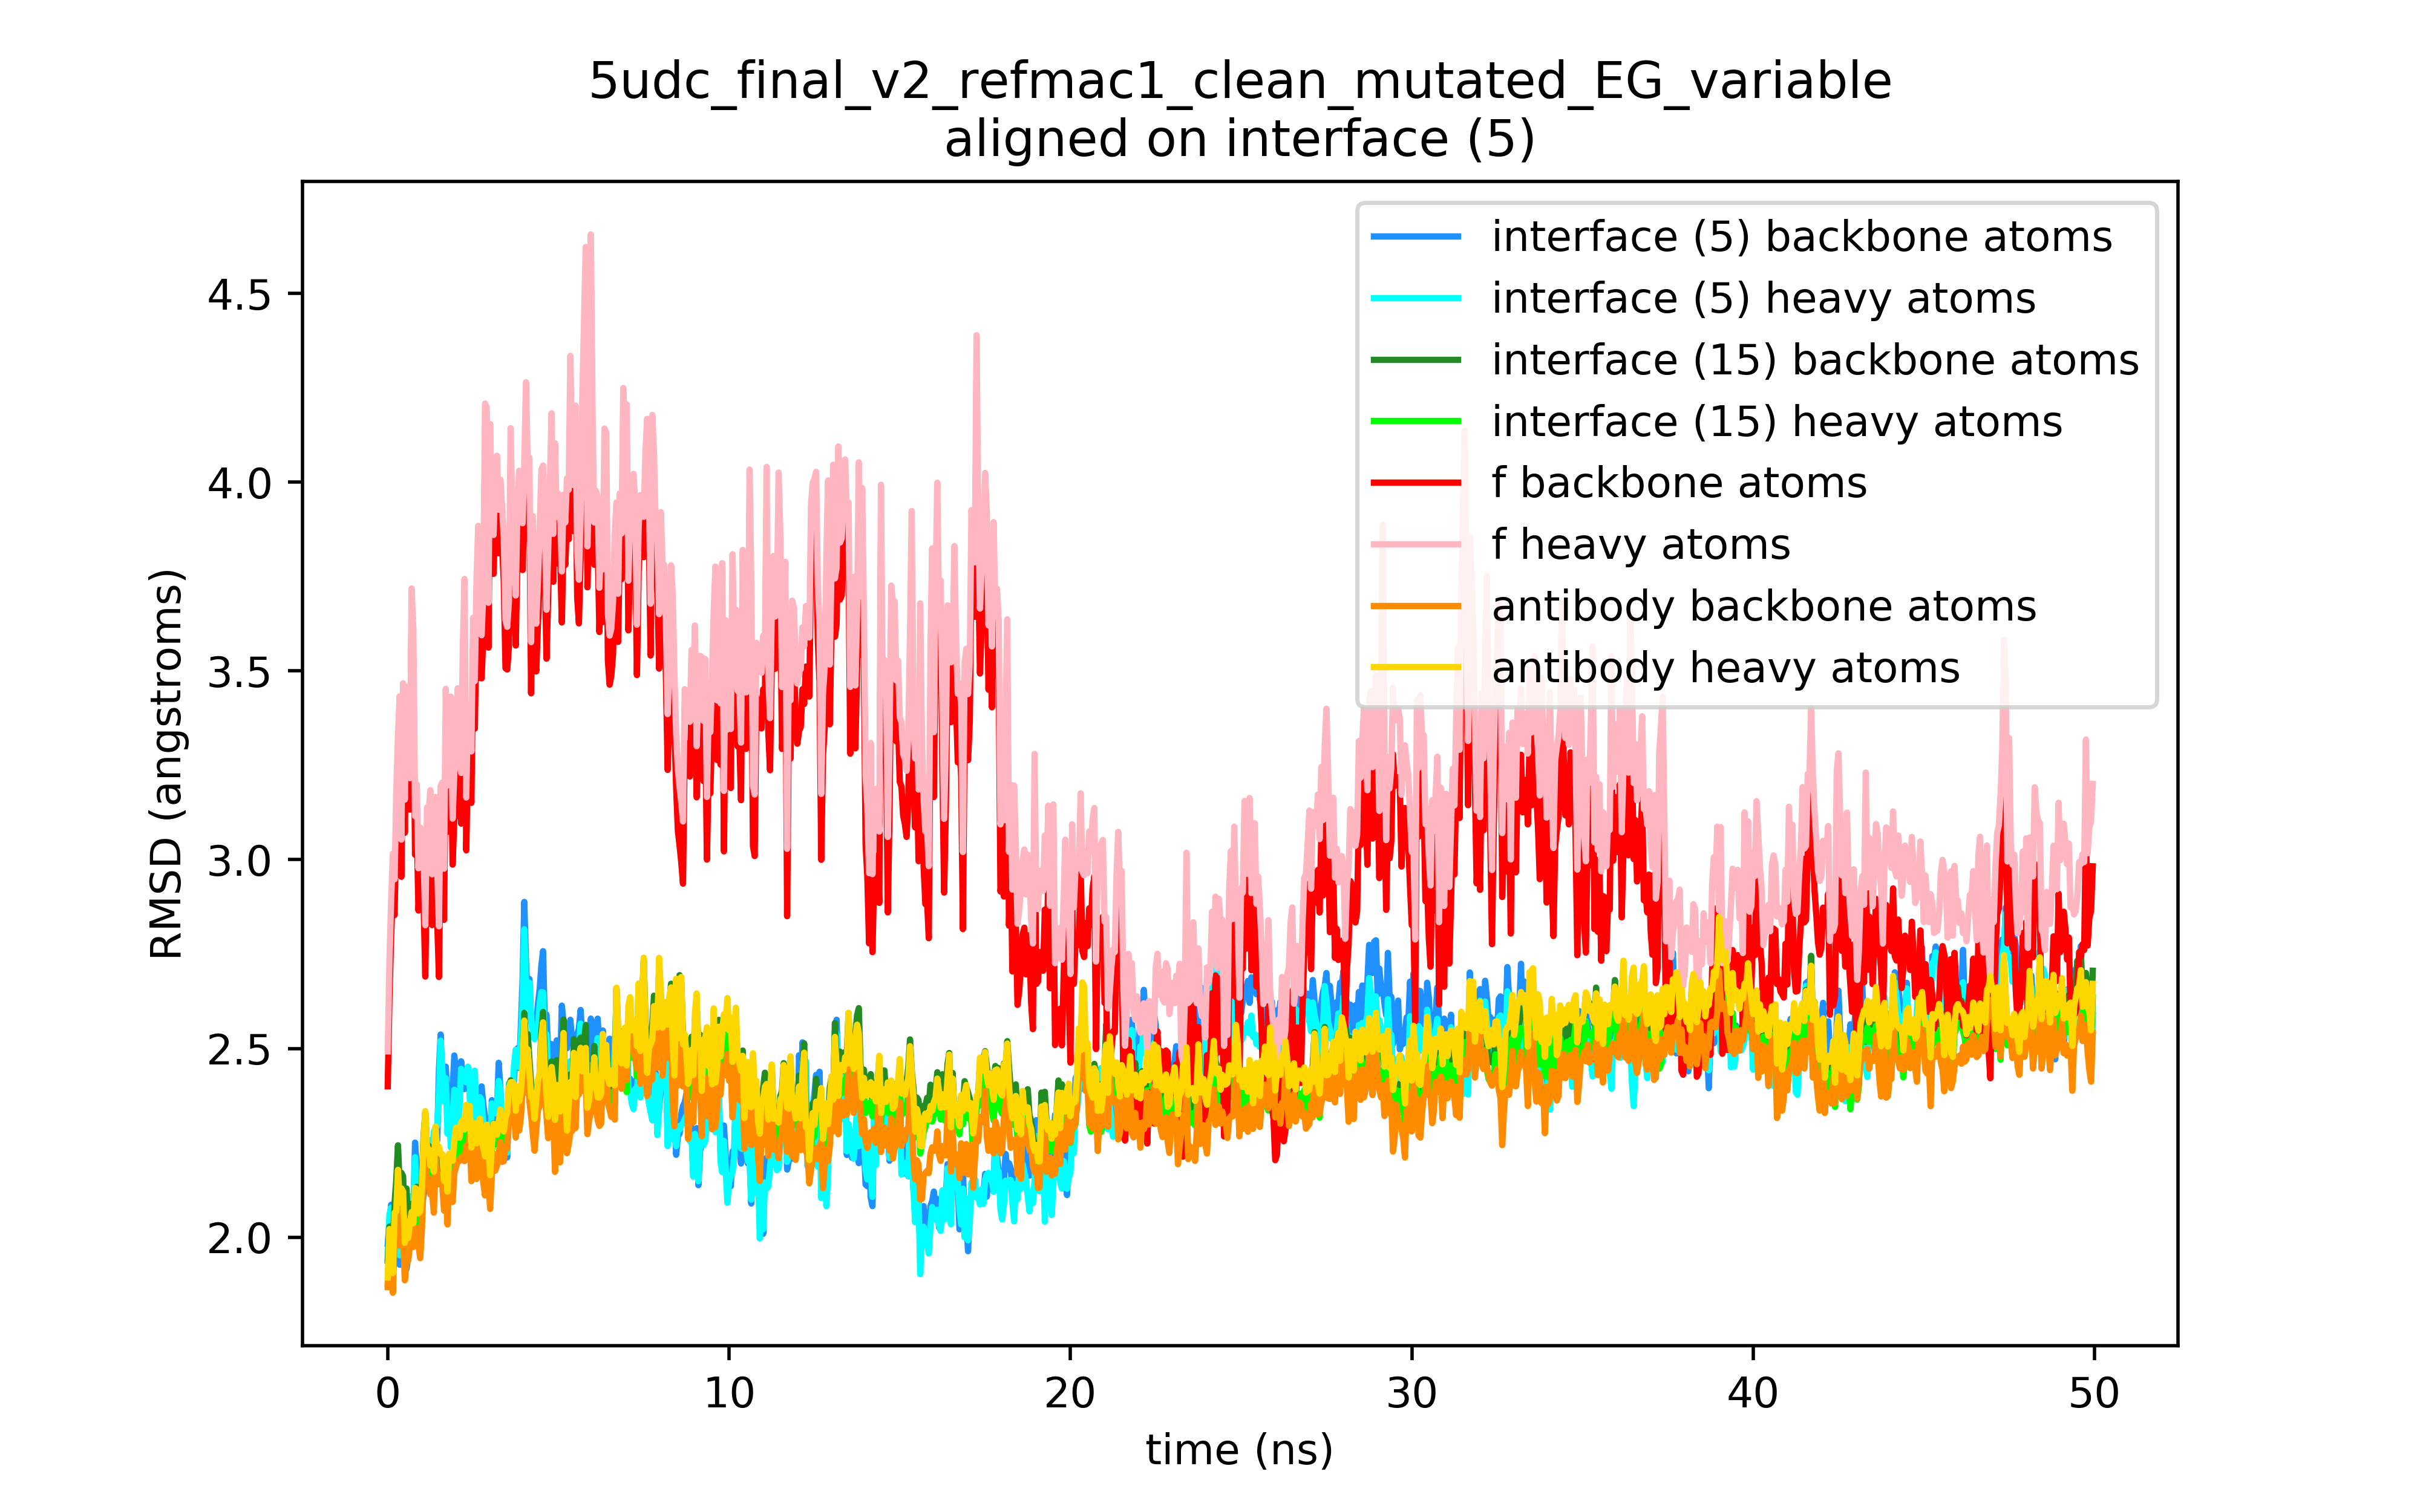 5udc_final_v2_refmac1_clean_mutated_EG_variable
aligned on interface (5)
interface (5) backbone atoms
interface (5) heavy atoms
interface (15) backbone atoms
interface (15) heavy atoms
f backbone atoms
f heavy atoms
antibody backbone atoms
antibody heavy atoms
RMSD (angstroms)
4.5
4.0
3.5
3.0
2.5
2.0
0 10 20 30 40 50
time (ns)